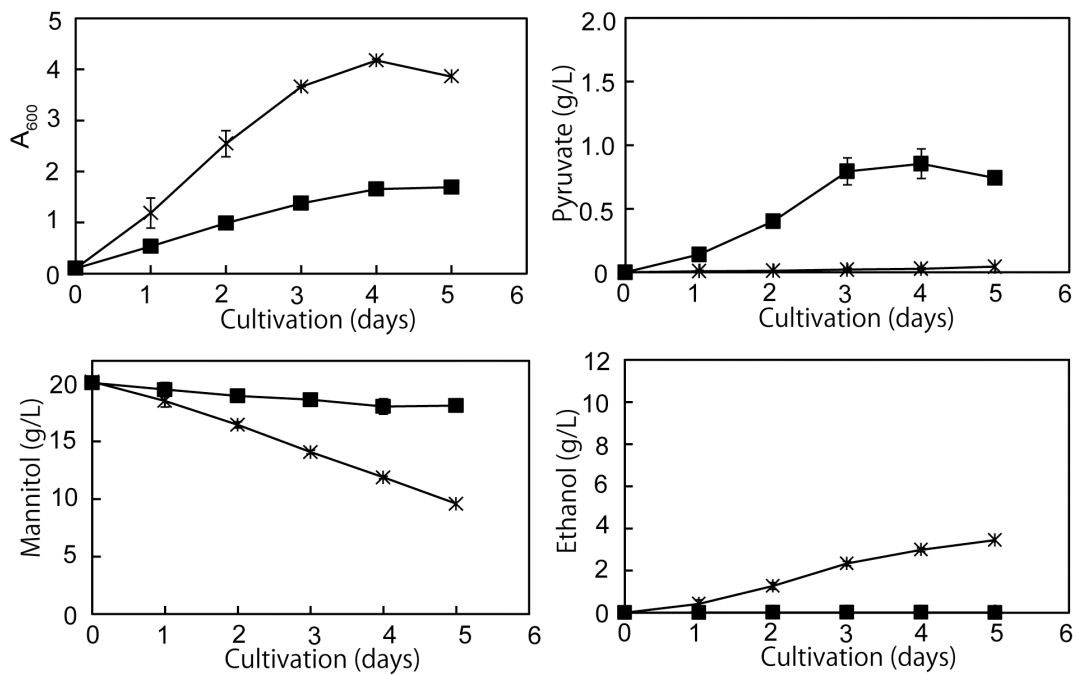 A600
5
4
3
2
1
0
0 1 2 3 4 5 6
Cultivation (days)
Pyruvate (g/L)
2.0
1.5
1.0
0.5
0
0 1 2 3 4 5 6
Cultivation (days)
Mannitol (g/L)
20
15
10
5
0
0 1 2 3 4 5 6
Cultivation (days)
Ethanol (g/L)
12
10
8
6
4
2
0
0 1 2 3 4 5 6
Cultivation (days)